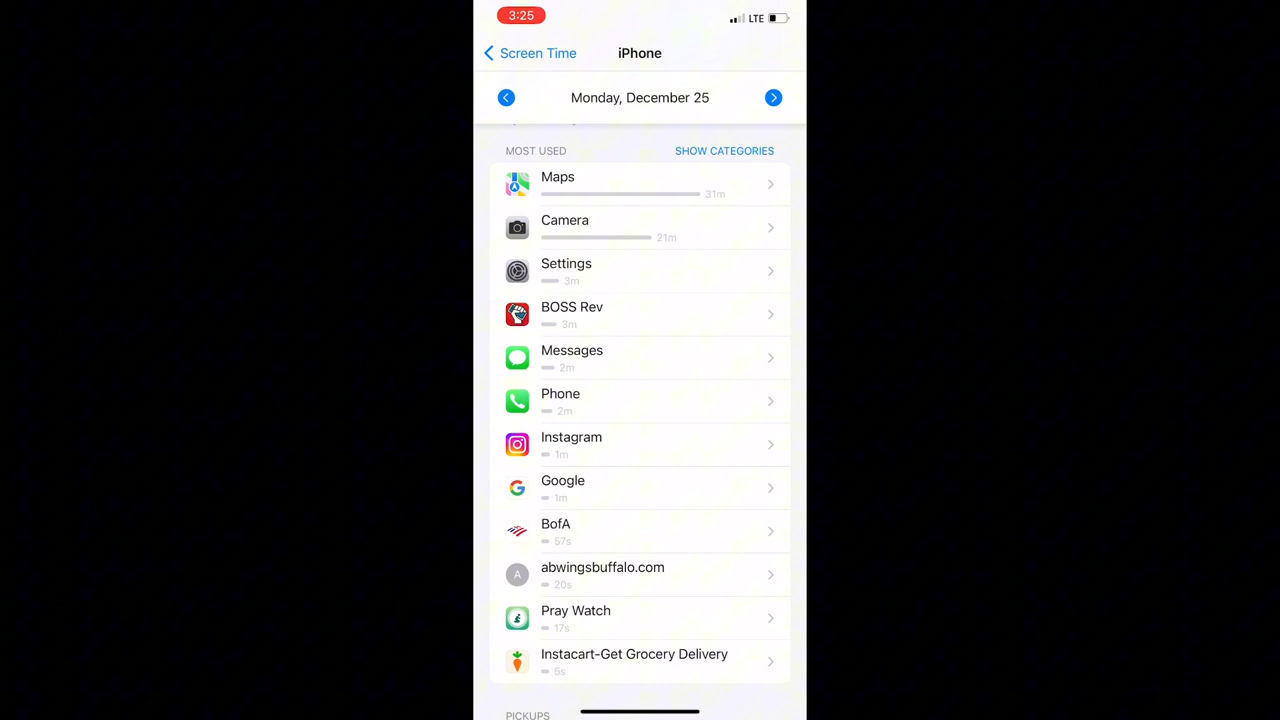 3:25
LTE
Screen Time
iPhone
Monday, December 25
MOST USED
SHOW CATEGORIES
Maps
31m
Camera
21m
Settings
3m
BOSS Rev
3m
Messages
2m
Phone
2m
Instagram
1m
Google
1m
BofA
57s
A
abwingsbuffalo.com
20s
Pray Watch
17s
Instacart-Get Grocery Delivery
5s
PICKUPS